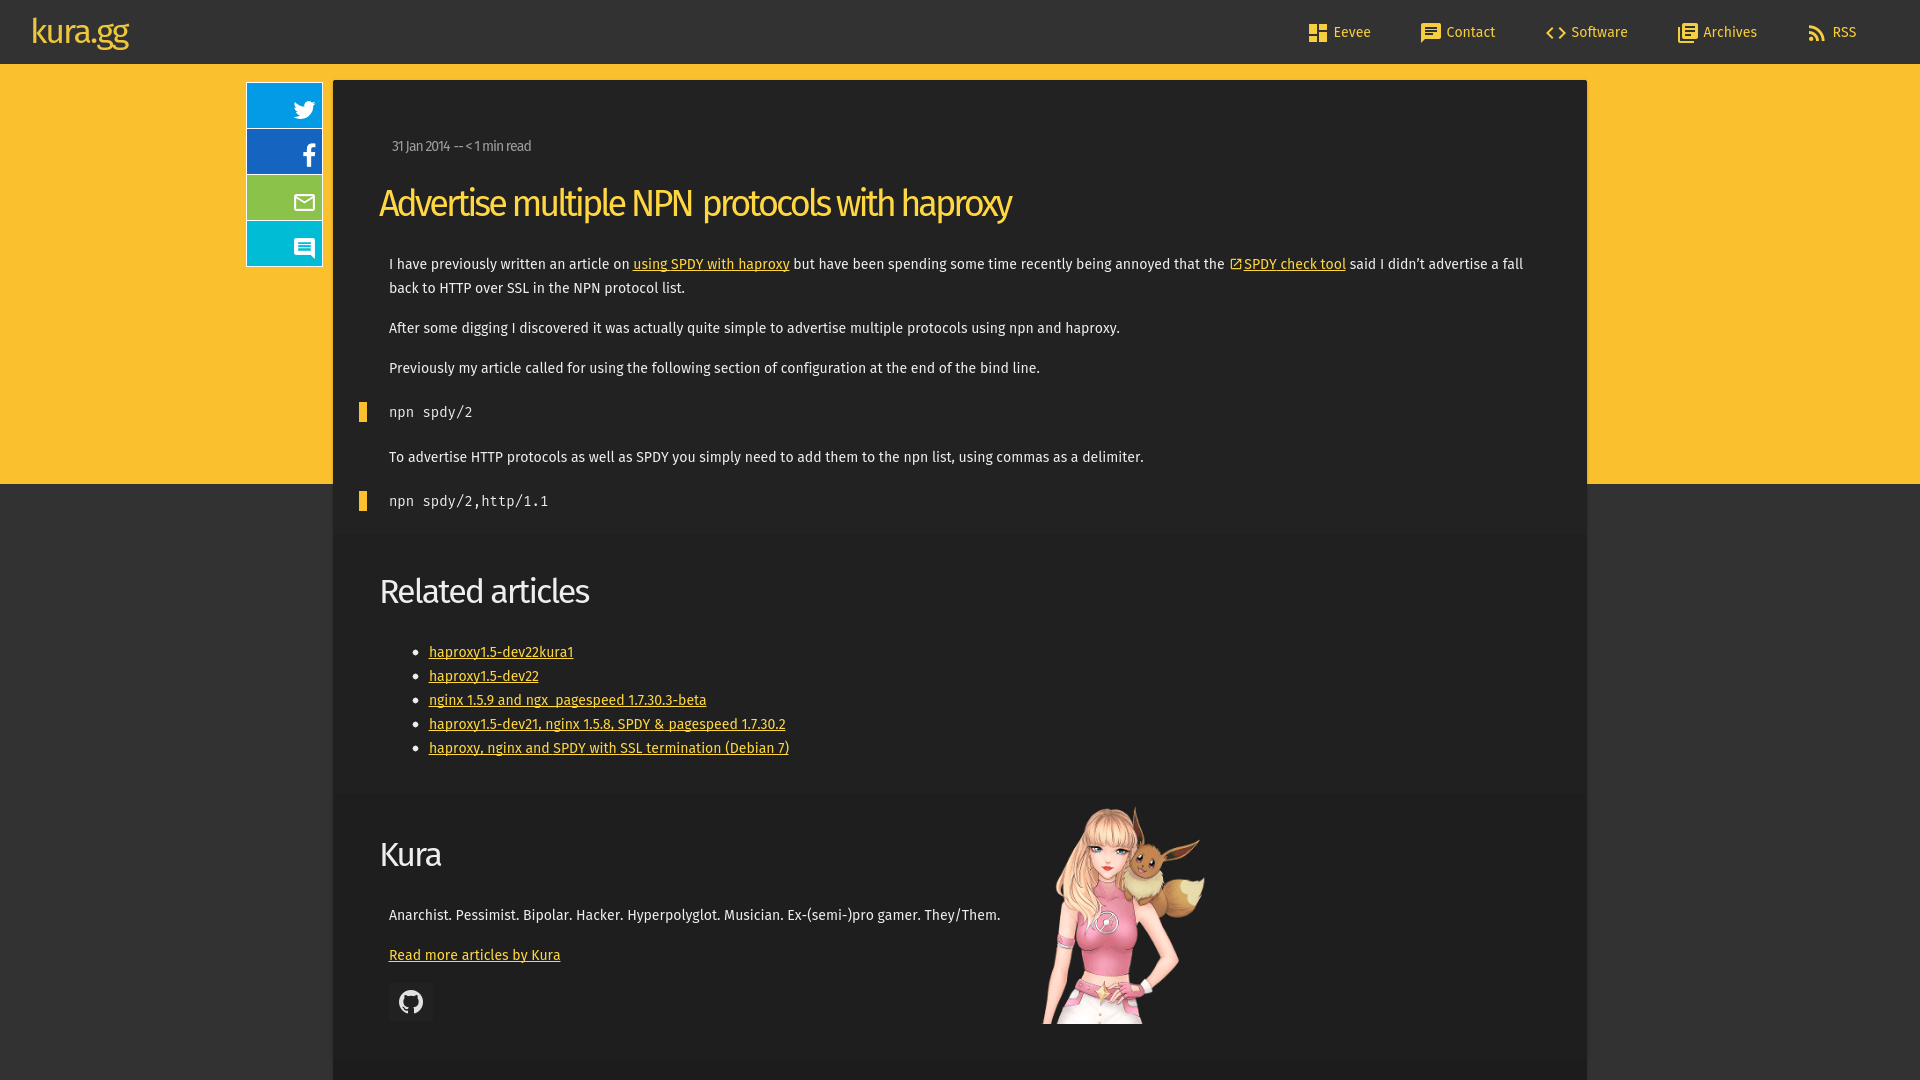 kura.gg
Eevee
Contact
Software
Archives
RSS
31 Jan 2014 -- < 1 min read
Advertise multiple NPN protocols with haproxy
I have previously written an article on using SPDY with haproxy but have been spending some time recently being annoyed that the SPDY check tool said I didn’t advertise a fall
back to HTTP over SSL in the NPN protocol list.
After some digging I discovered it was actually quite simple to advertise multiple protocols using npn and haproxy.
Previously my article called for using the following section of configuration at the end of the bind line.
npn spdy/2
To advertise HTTP protocols as well as SPDY you simply need to add them to the npn list, using commas as a delimiter.
npn spdy/2,http/1.1
Related articles
haproxy1.5-dev22kura1
haproxy1.5-dev22
nginx 1.5.9 and ngx_pagespeed 1.7.30.3-beta
haproxy1.5-dev21, nginx 1.5.8, SPDY & pagespeed 1.7.30.2
haproxy, nginx and SPDY with SSL termination (Debian 7)
Kura
Anarchist. Pessimist. Bipolar. Hacker. Hyperpolyglot. Musician. Ex-(semi-)pro gamer. They/Them.
Read more articles by Kura